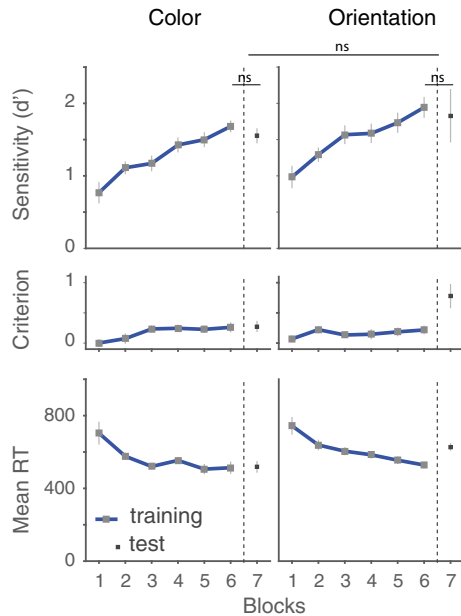 Color Orientation
ns
ns ns
Sensitivity (d')
2
1
0
Criterion
1
0
Mean RT
800
400
0
training
test
1 2 3 4 5 6 7 1 2 3 4 5 6 7
Blocks